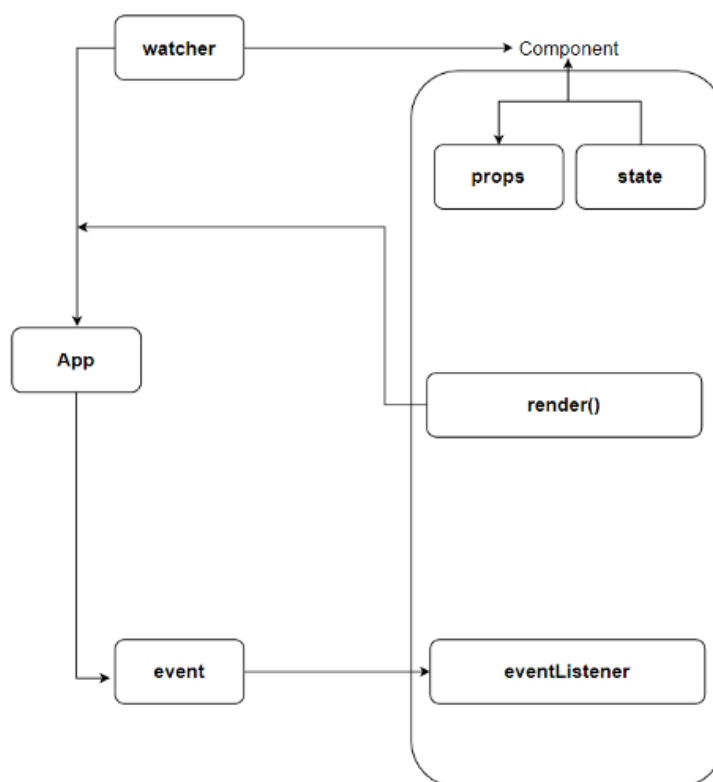 watcher
Component
props
state
App
render()
event
eventListener